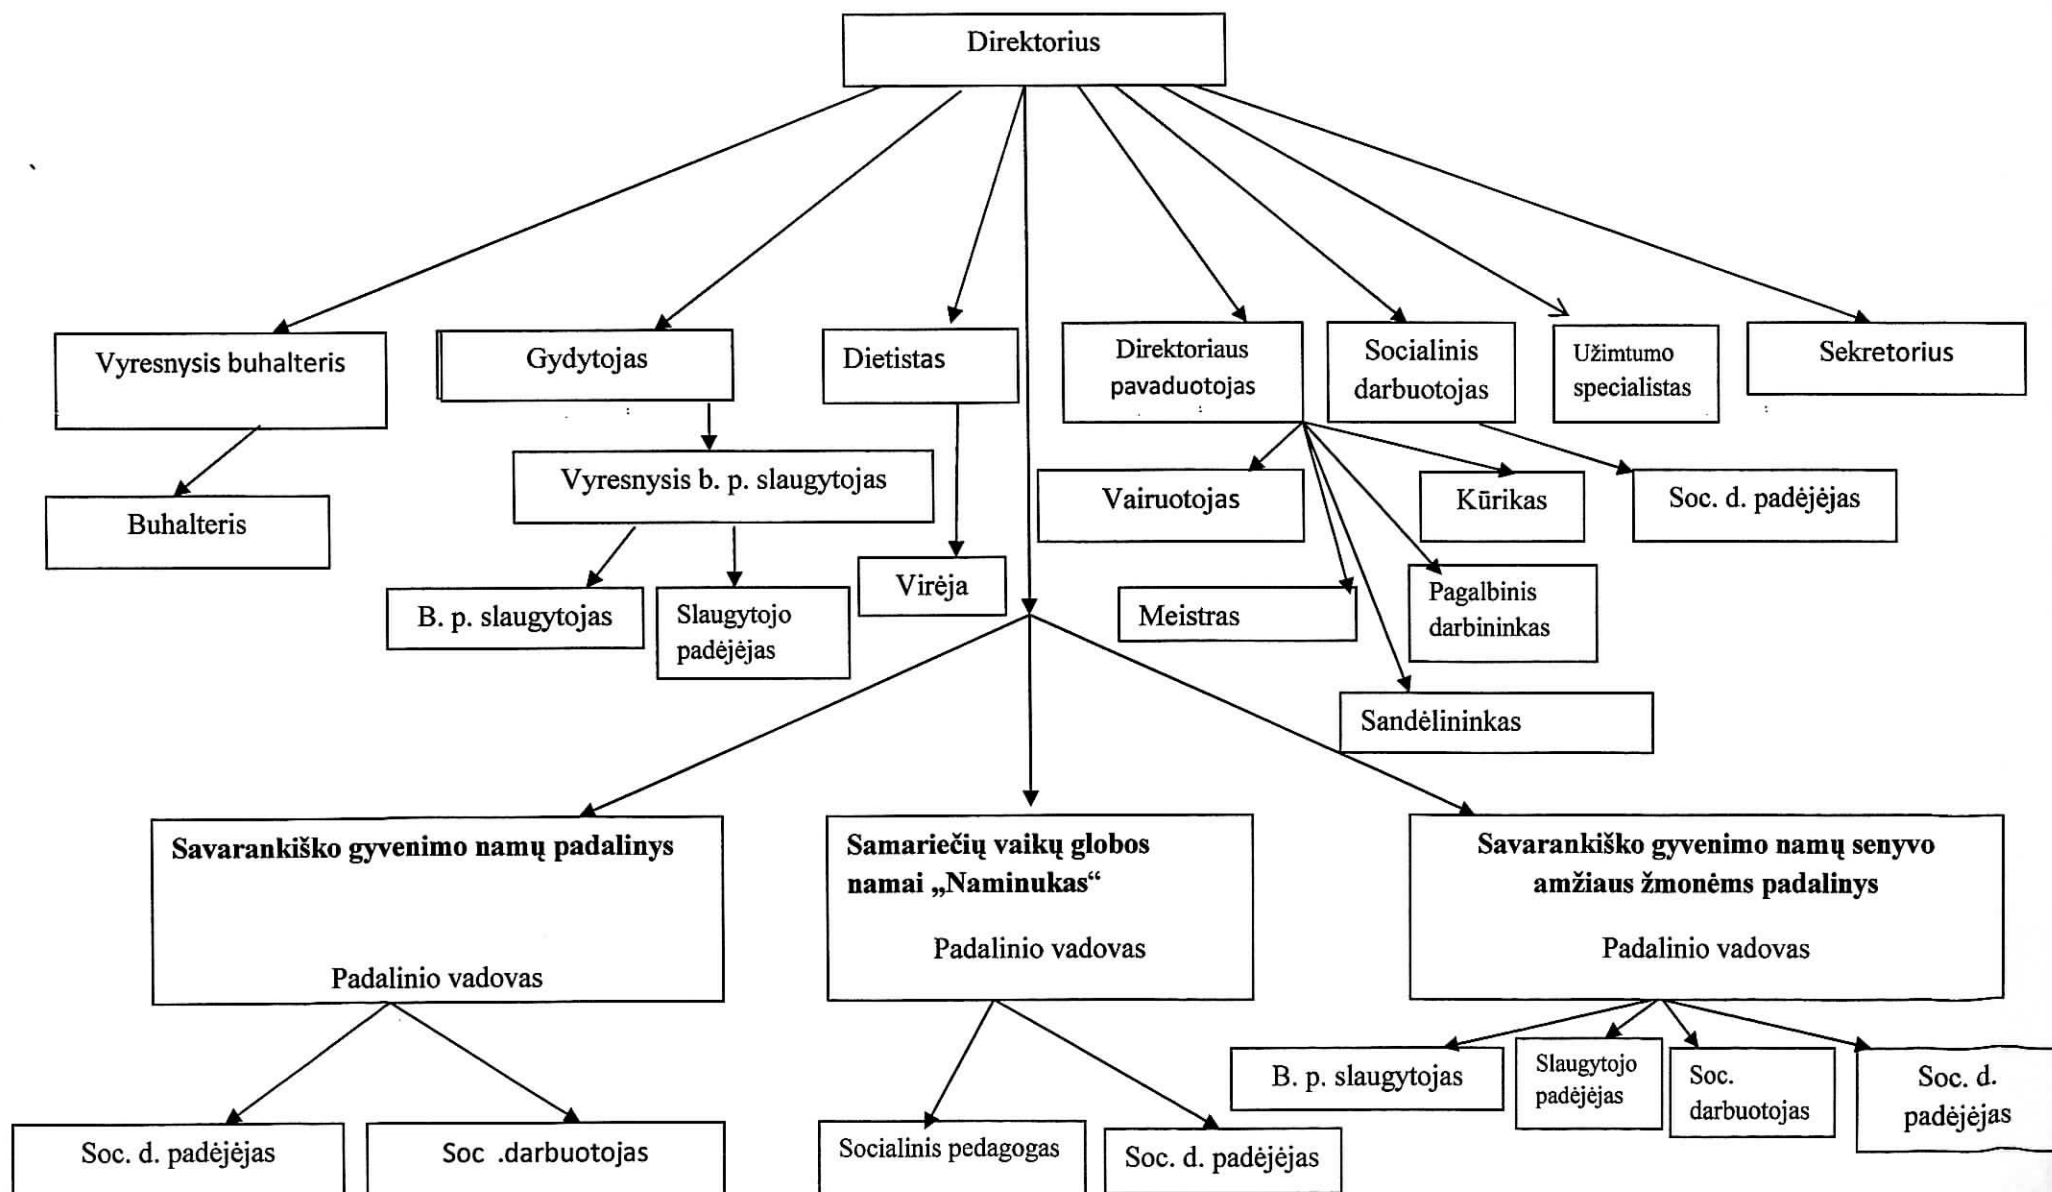 Direktorius
Vyresnysis buhalteris
Gydytojas
Dietistas
Direktoriaus
pavaduotojas
Socialinis
darbuotojas
Užimtumo
specialistas
Sekretorius
Buhalteris
Vyresnysis b. p. slaugytojas
Vairuotojas
Kūrikas
Soc. d. padėjėjas
B. p. slaugytojas
Slaugytojo
padėjėjas
Virėja
Meistras
Pagalbinis
darbininkas
Sandėlininkas
Savarankiško gyvenimo namų padalinys
Padalinio vadovas
Samariečių vaikų globos
namai „Naminukas“
Padalinio vadovas
Savarankiško gyvenimo namų senyvo
amžiaus žmonėms padalinys
Padalinio vadovas
Soc. d. padėjėjas
Soc .darbuotojas
Socialinis pedagogas
Soc. d. padėjėjas
B. p. slaugytojas
Slaugytojo
padėjėjas
Soc.
darbuotojas
Soc. d.
padėjėjas